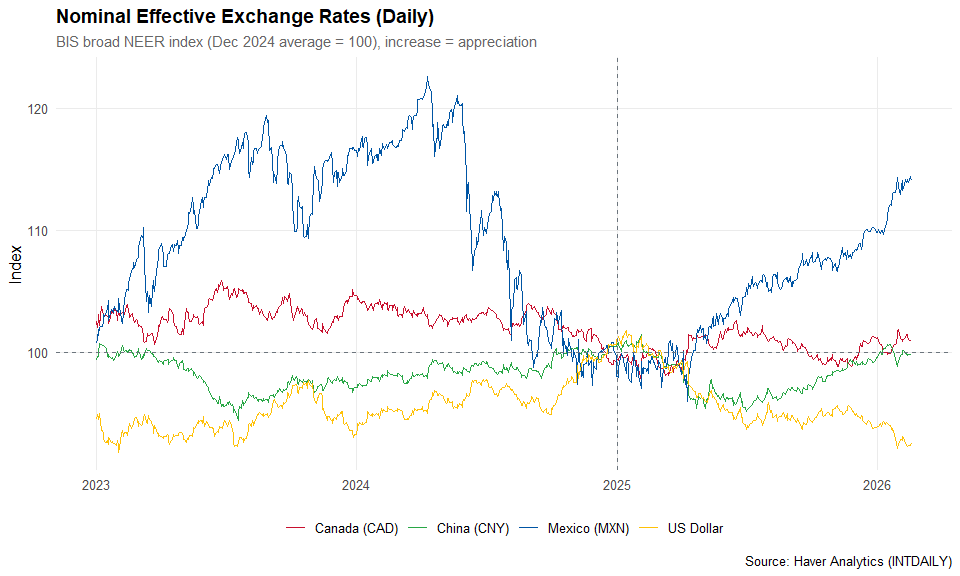 Nominal Effective Exchange Rates (Daily)
BIS broad NEER index (Dec 2024 average = 100), increase = appreciation
Index
120
110
100
2023 2024 2025 2026
Canada (CAD) China (CNY) Mexico (MXN) US Dollar
Source: Haver Analytics (INTDAILY)